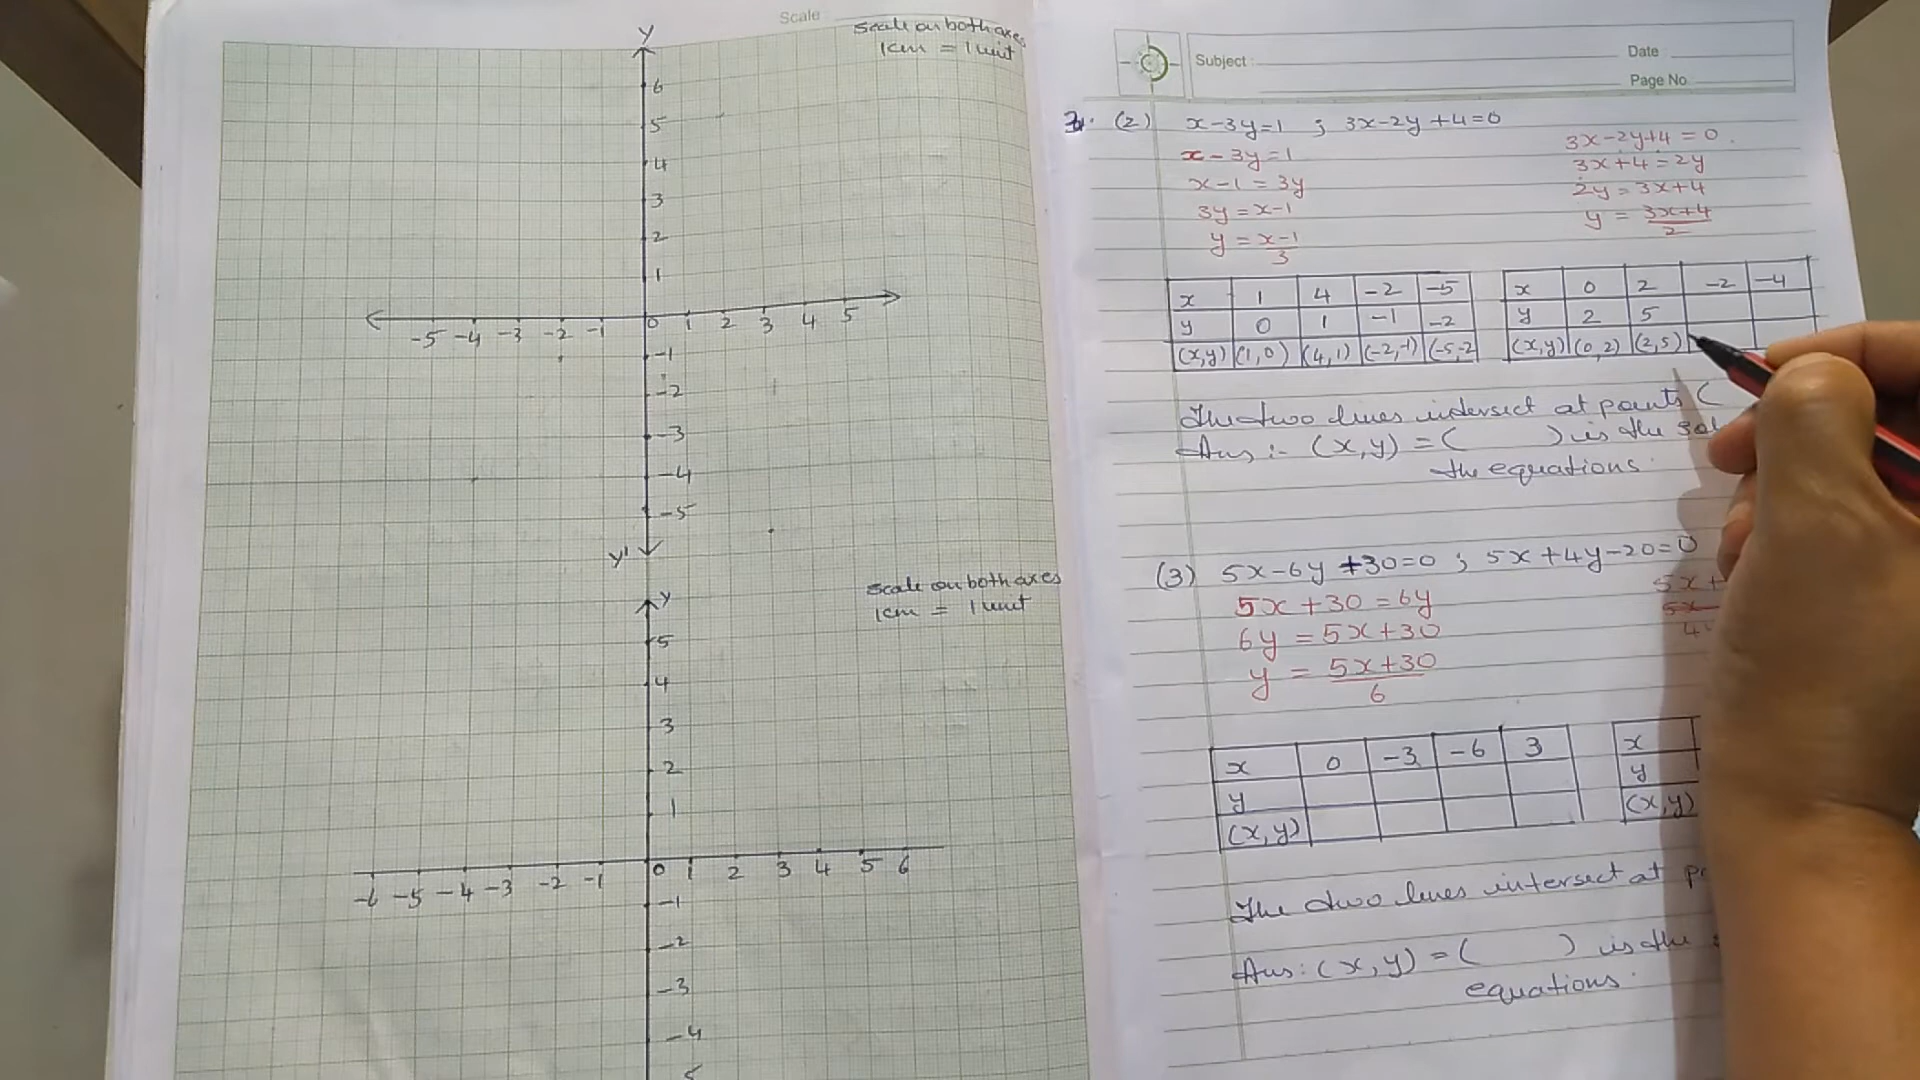 Scale
scale on both axes
1cm = 1 unit
Y
6
5
4
3
2
1
-5 -4 -3 -2 -1 0 1 2 3 4 5
-1
-2
-3
-4
-5
Y'
scale on both axes
1cm = 1 unit
Y
5
4
3
2
1
-6 -5 -4 -3 -2 -1 0 1 2 3 4 5 6
-1
-2
-3
-4
Subject: Date
Page No
(2) x-3y=1 ; 3x-2y+4=0
x-3y=1
x-1=3y
3y=x-1
y = x-1
3
3x-2y+4=0
3x+4=2y
2y=3x+4
y = 3x+4
2
x 1 4 -2 -5
y 0 1 -1 -2
(x,y) (1,0) (4,1) (-2,-1) (-5,-2
x 0 2 -2 -4
y 2 5
(x,y) (0,2) (2,5)
The two lines intersect at points (
Ans :- (x,y) = ( ) is the
the equations.
(3) 5x-6y+30=0 ; 5x+4y-20=0
5x+30=6y
6y=5x+30
y = 5x+30
6
5x+
x 0 -3 -6 3
y
(x,y)
x
y
(x,y)
The two lines intersect at
Ans: (x,y) = ( ) is the
equations.